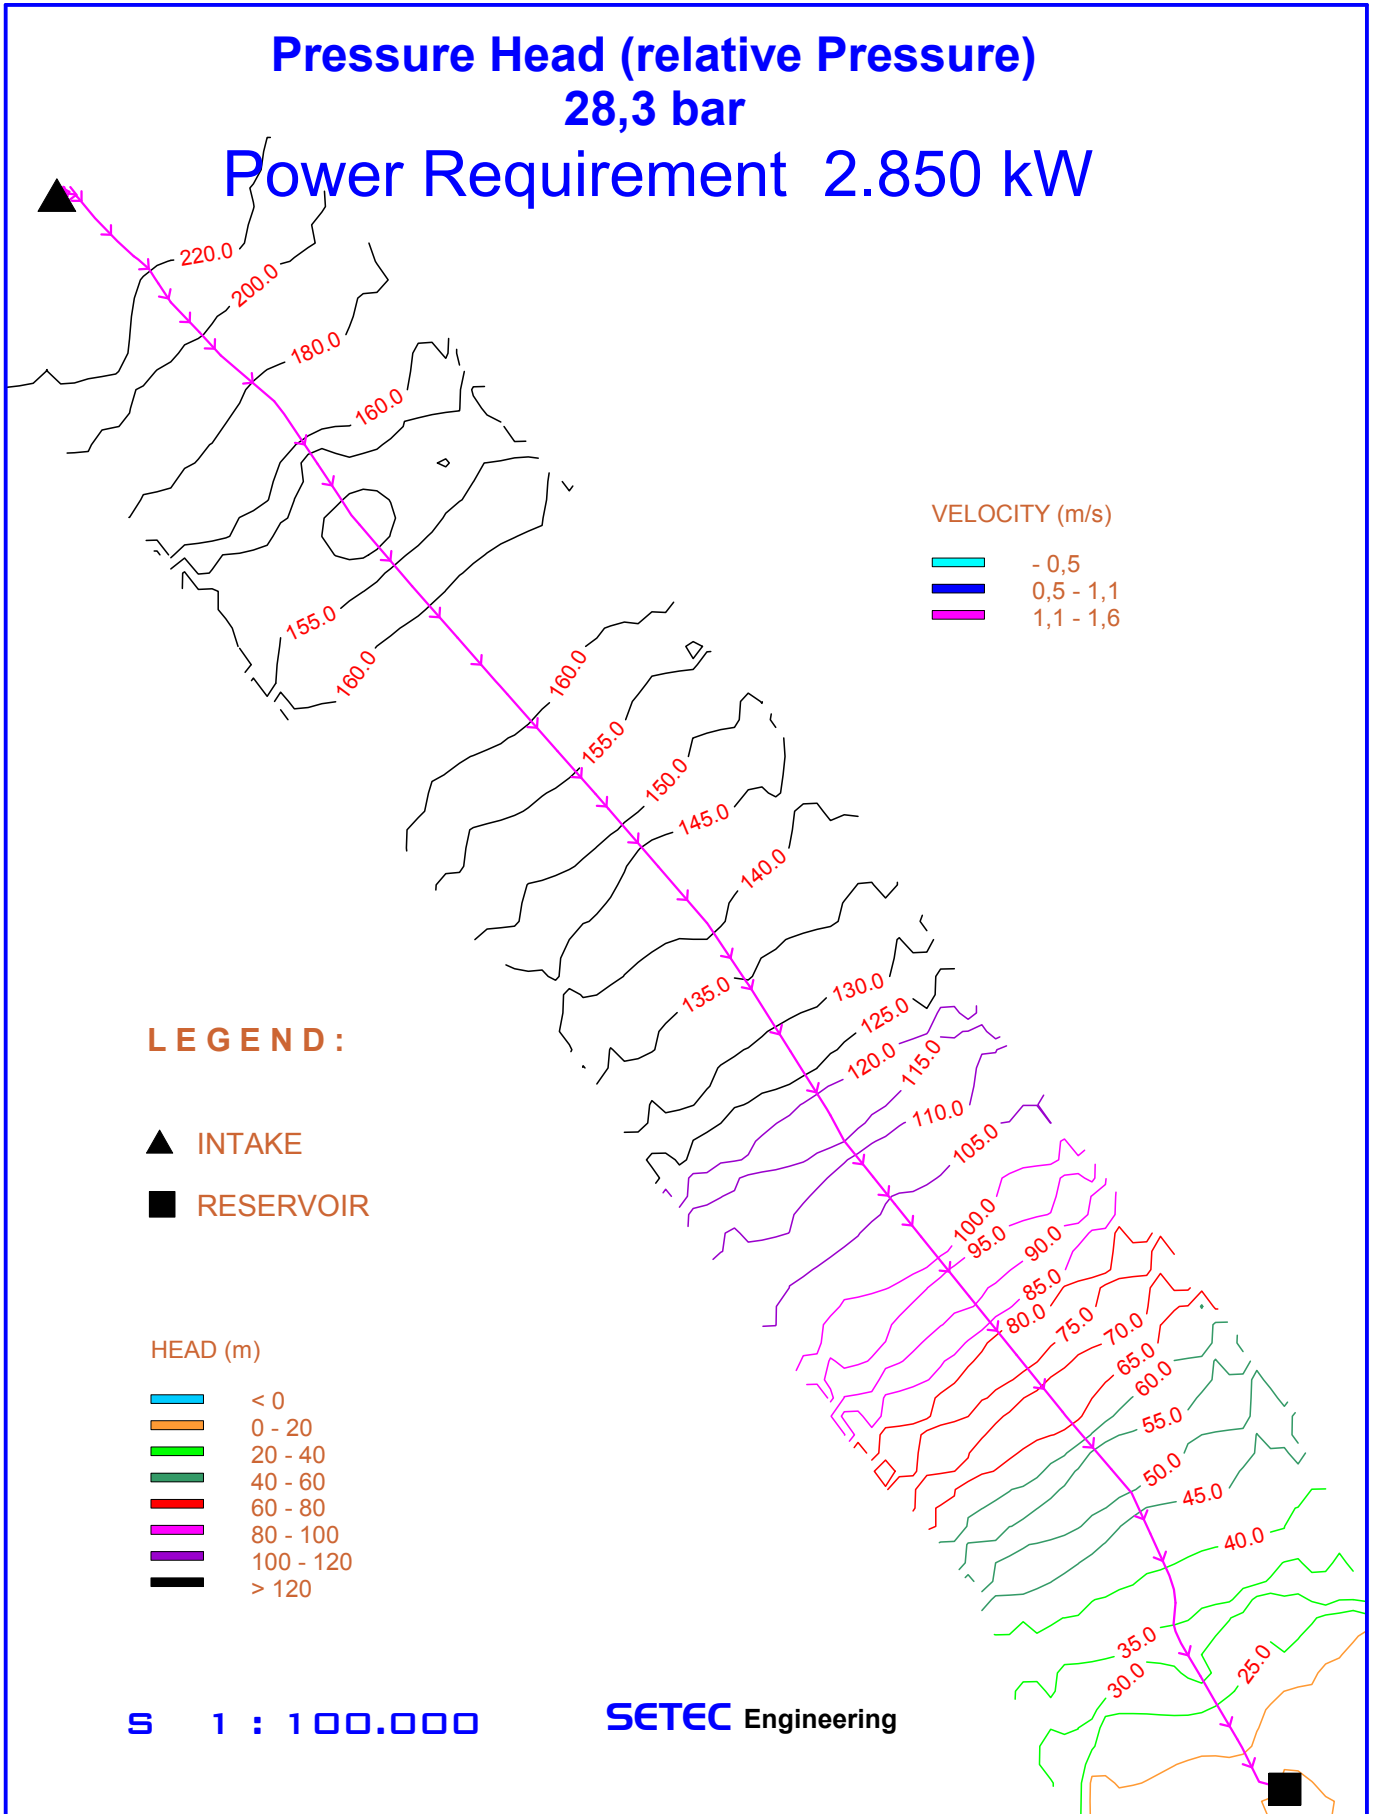 Pressure Head (relative Pressure)
28,3 bar
Power Requirement 2.850 kW
220.0
200.0
180.0
160.0
155.0
160.0
160.0
155.0
150.0
145.0
140.0
135.0
130.0
125.0
120.0
115.0
110.0
105.0
100.0
95.0
90.0
85.0
80.0
75.0
70.0
65.0
60.0
55.0
50.0
45.0
40.0
35.0
30.0
25.0
VELOCITY (m/s)
- 0,5
0,5 - 1,1
1,1 - 1,6
LEGEND:
INTAKE
RESERVOIR
HEAD (m)
< 0
0 - 20
20 - 40
40 - 60
60 - 80
80 - 100
100 - 120
> 120
S 1 : 100.000
SETEC Engineering